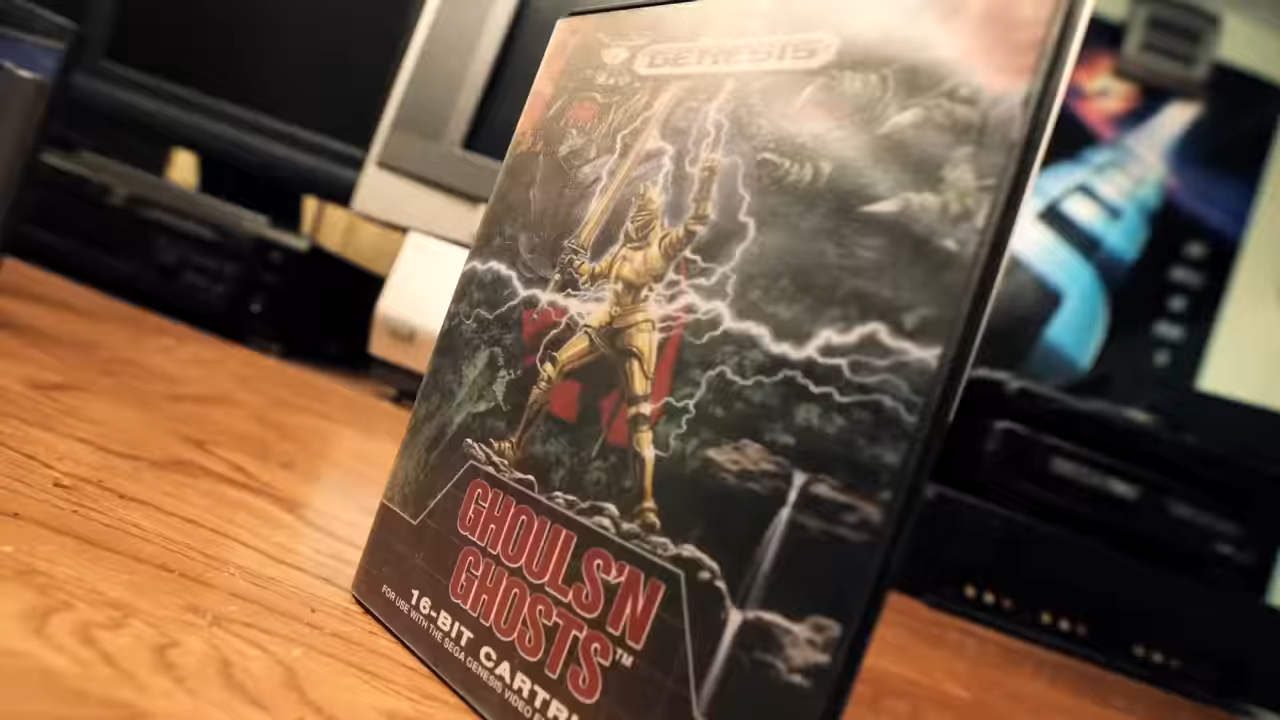 GENESIS
GHOULS'N
GHOSTS™
16-BIT CARTRI
FOR USE WITH THE SEGA GENESIS VIDEO E